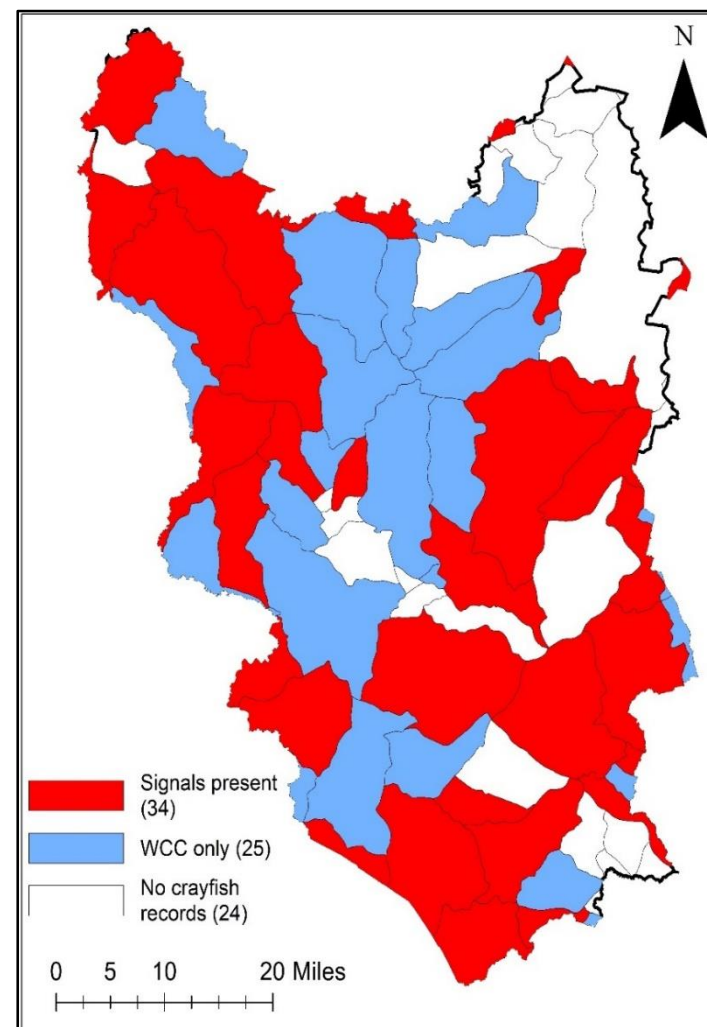 N
Signals present
(34)
WCC only (25)
No crayfish
records (24)
0 5 10 20 Miles